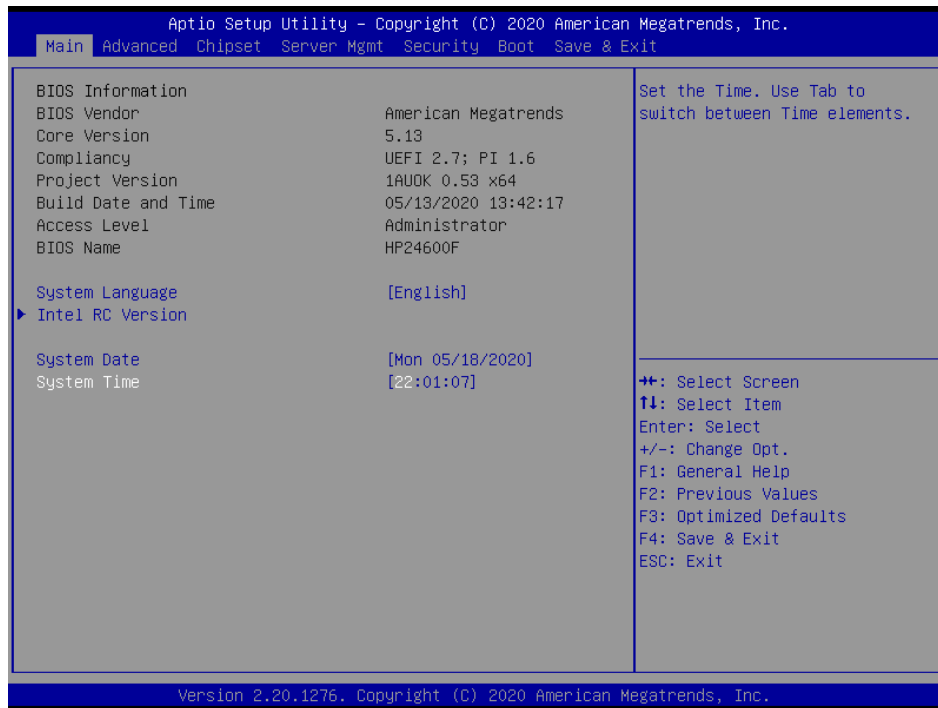 Aptio Setup Utility – Copyright (C) 2020 American Megatrends, Inc.
Main Advanced Chipset Server Mgmt Security Boot Save & Exit
BIOS Information
BIOS Vendor American Megatrends
Core Version 5.13
Compliancy UEFI 2.7; PI 1.6
Project Version 1AUOK 0.53 x64
Build Date and Time 05/13/2020 13:42:17
Access Level Administrator
BIOS Name HP24600F
System Language [English]
Intel RC Version
System Date [Mon 05/18/2020]
System Time [22:01:07]
Set the Time. Use Tab to
switch between Time elements.
→←: Select Screen
↑↓: Select Item
Enter: Select
+/-: Change Opt.
F1: General Help
F2: Previous Values
F3: Optimized Defaults
F4: Save & Exit
ESC: Exit
Version 2.20.1276. Copyright (C) 2020 American Megatrends, Inc.